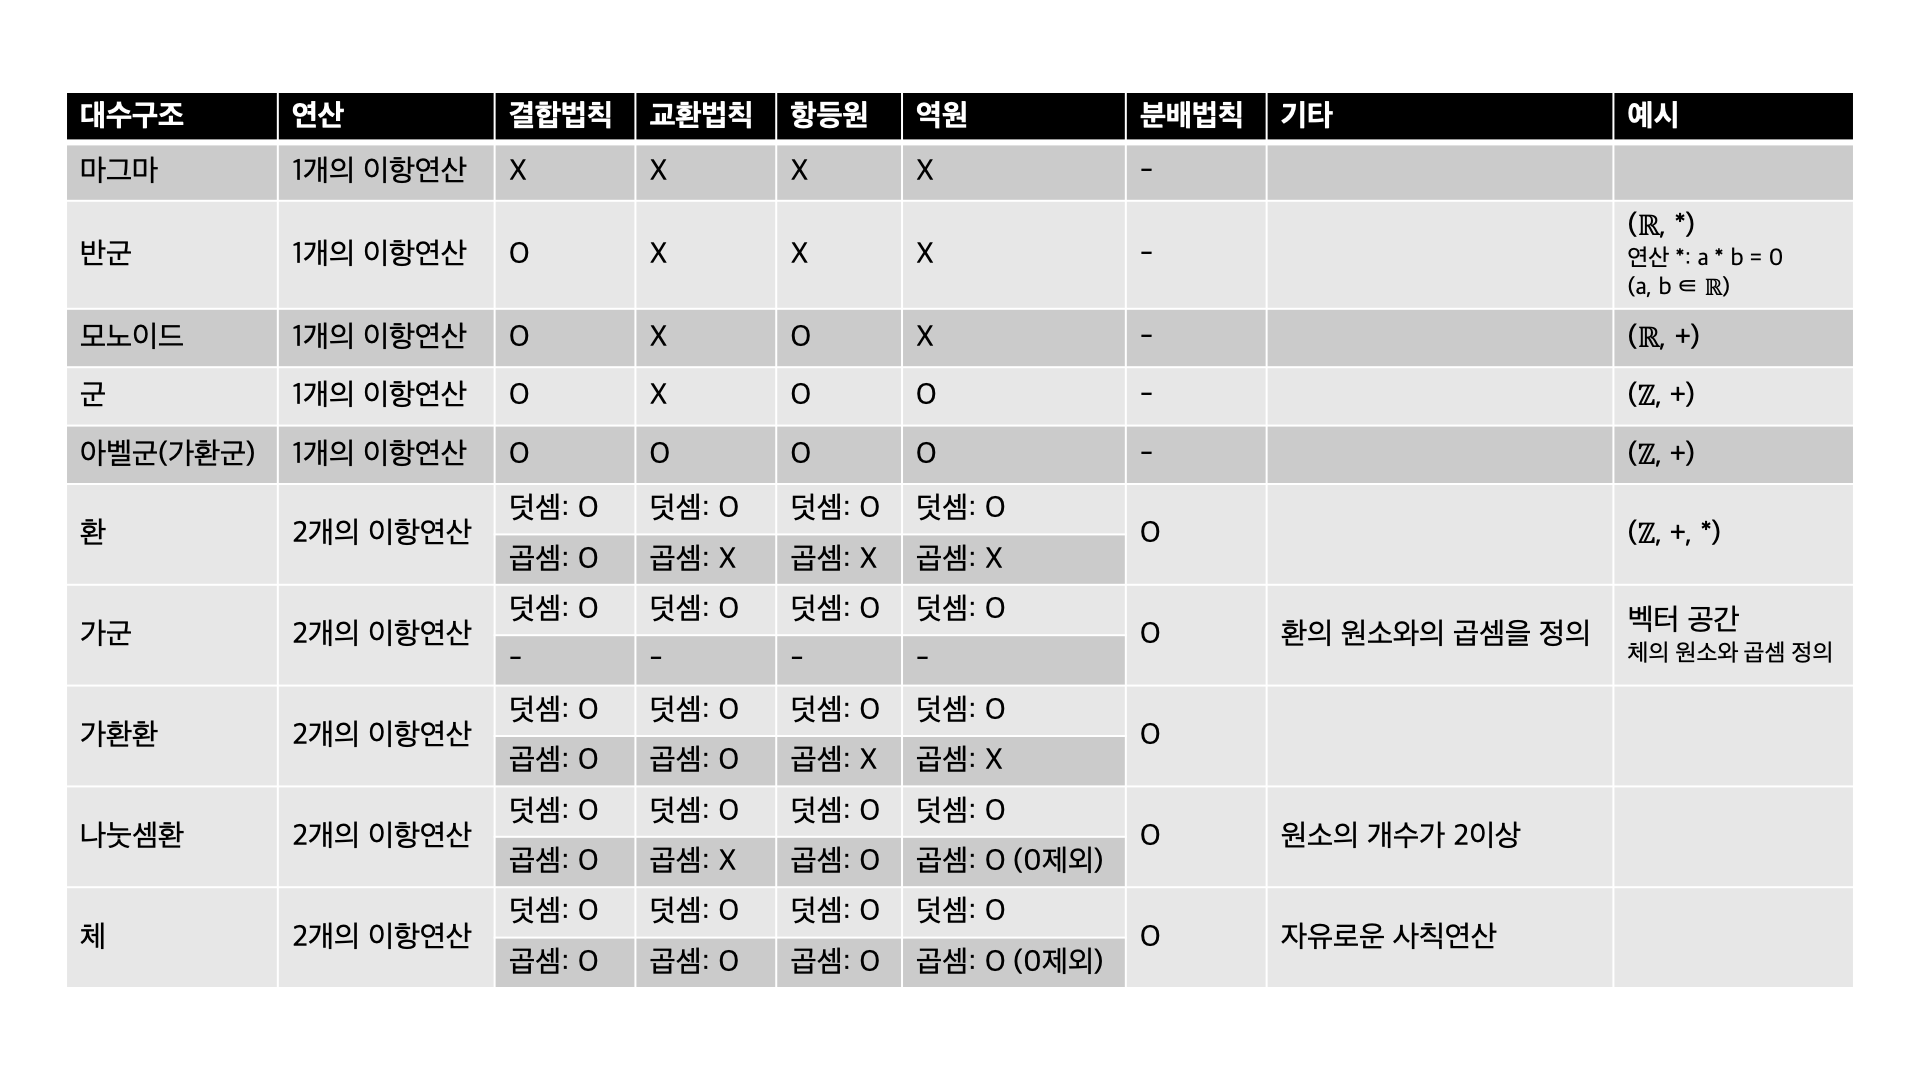 대수구조 연산 결합법칙 교환법칙 항등원 역원 분배법칙 기타 예시
마그마 1개의 이항연산 X X X X -
반군 1개의 이항연산 O X X X - (ℝ, *)
연산 *: a * b = 0
(a, b ∈ ℝ)
모노이드 1개의 이항연산 O X O X - (ℝ, +)
군 1개의 이항연산 O X O O - (ℤ, +)
아벨군(가환군) 1개의 이항연산 O O O O - (ℤ, +)
환 2개의 이항연산 덧셈: O 덧셈: O 덧셈: O 덧셈: O O (ℤ, +, *)
곱셈: O 곱셈: X 곱셈: X 곱셈: X
가군 2개의 이항연산 덧셈: O 덧셈: O 덧셈: O 덧셈: O O 환의 원소와의 곱셈을 정의 벡터 공간
- - - - 체의 원소와 곱셈 정의
가환환 2개의 이항연산 덧셈: O 덧셈: O 덧셈: O 덧셈: O O
곱셈: O 곱셈: O 곱셈: X 곱셈: X
나눗셈환 2개의 이항연산 덧셈: O 덧셈: O 덧셈: O 덧셈: O O 원소의 개수가 2이상
곱셈: O 곱셈: X 곱셈: O 곱셈: O (0제외)
체 2개의 이항연산 덧셈: O 덧셈: O 덧셈: O 덧셈: O O 자유로운 사칙연산
곱셈: O 곱셈: O 곱셈: O 곱셈: O (0제외)